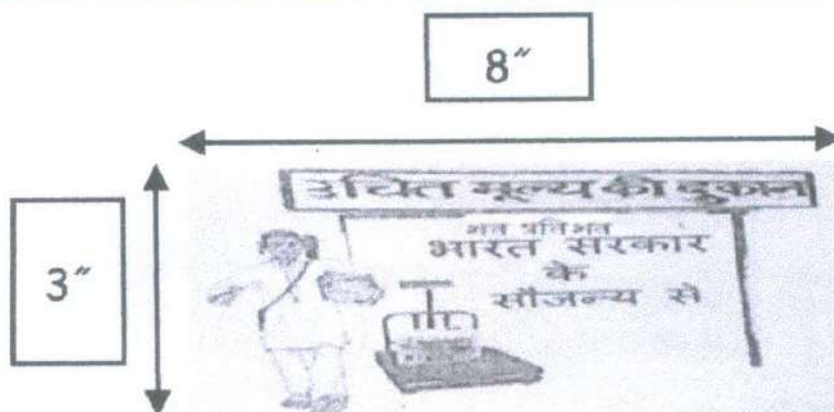 8"
3"
उचित मूल्य की दुकान
शत प्रतिशत
भारत सरकार
के
सौजन्य से